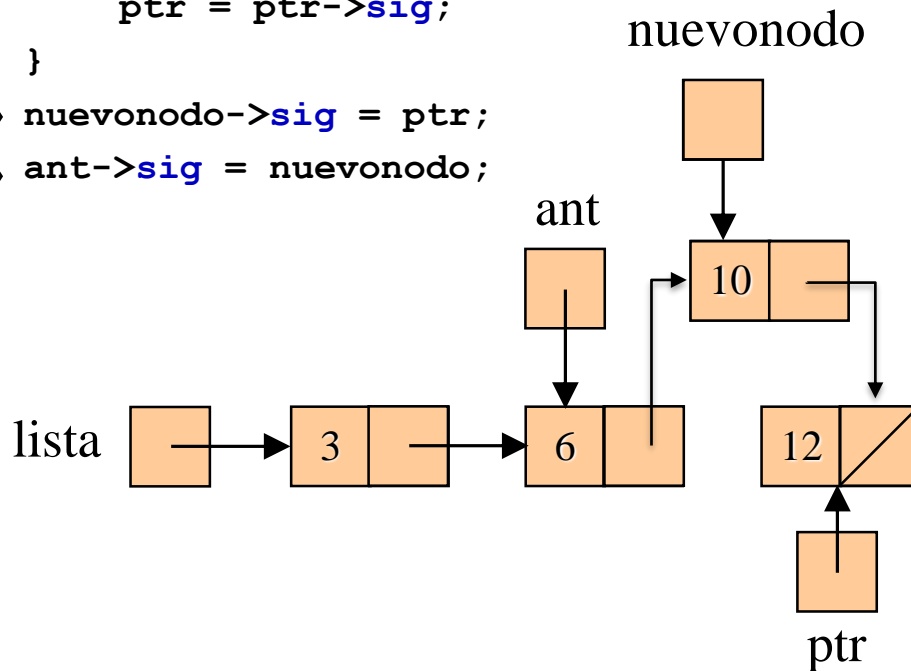 ptr = ptr->sig;
}
nuevonodo->sig = ptr;
ant->sig = nuevonodo;
nuevonodo
ant
10
lista
3
6
12
ptr